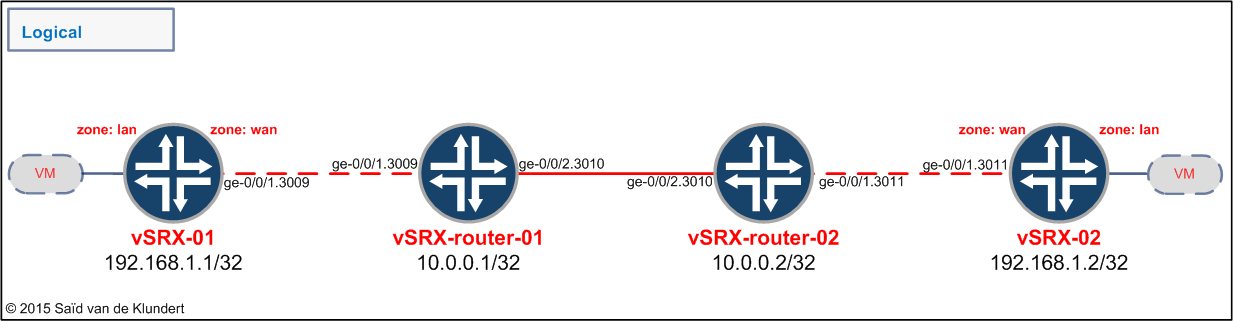 Logical
zone: lan
zone: wan
zone: wan
zone: lan
VM
ge-0/0/1.3009
ge-0/0/1.3009
ge-0/0/2.3010
ge-0/0/2.3010
ge-0/0/1.3011
ge-0/0/1.3011
VM
vSRX-01
vSRX-router-01
vSRX-router-02
vSRX-02
192.168.1.1/32
10.0.0.1/32
10.0.0.2/32
192.168.1.2/32
© 2015 Saïd van de Klundert